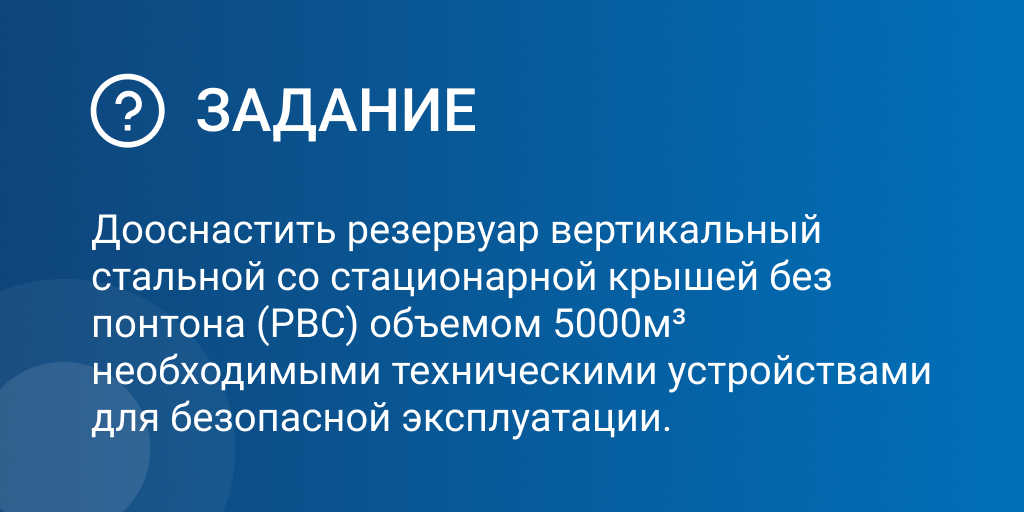 ? ЗАДАНИЕ
Дооснастить резервуар вертикальный
стальной со стационарной крышей без
понтона (РВС) объемом 5000м³
необходимыми техническими устройствами
для безопасной эксплуатации.